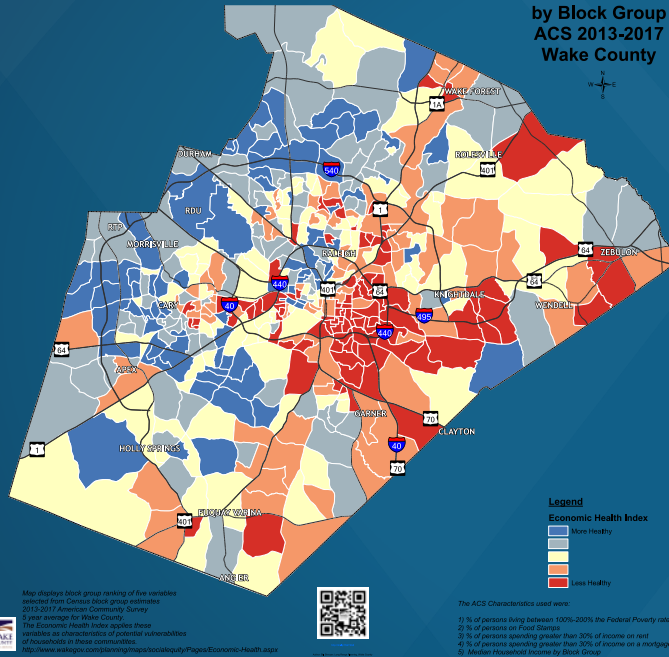 by Block Group
ACS 2013-2017
Wake County
N
W E
S
WAKE FOREST
1A
DURHAM
ROLESVILLE
540
401
RDU
1
RTP
MORRISVILLE
RALEIGH
64
ZEBULON
440
401
64
64
KNIGHTDALE
CARY
40
WENDELL
495
440
64
APEX
GARNER
70
CLAYTON
40
1
HOLLY SPRINGS
70
FUQUAY VARINA
401
ANGIER
Legend
Economic Health Index
More Healthy
Less Healthy
Map displays block group ranking of five variables
selected from Census block group estimates
2013-2017 American Community Survey
5 year average for Wake County.
The Economic Health Index applies these
variables as characteristics of potential vulnerabilities
of households in these communities.
http://www.wakegov.com/planning/maps/soci/alequity/Pages/Economic-Health.aspx
WAKE
The ACS Characteristics used were:
1) % of persons living between 100%-200% the Federal Poverty rate
2) % of persons on Food Stamps
3) % of persons spending greater than 30% of income on rent
4) % of persons spending greater than 30% of income on a mortgage
5) Median Household Income by Block Group